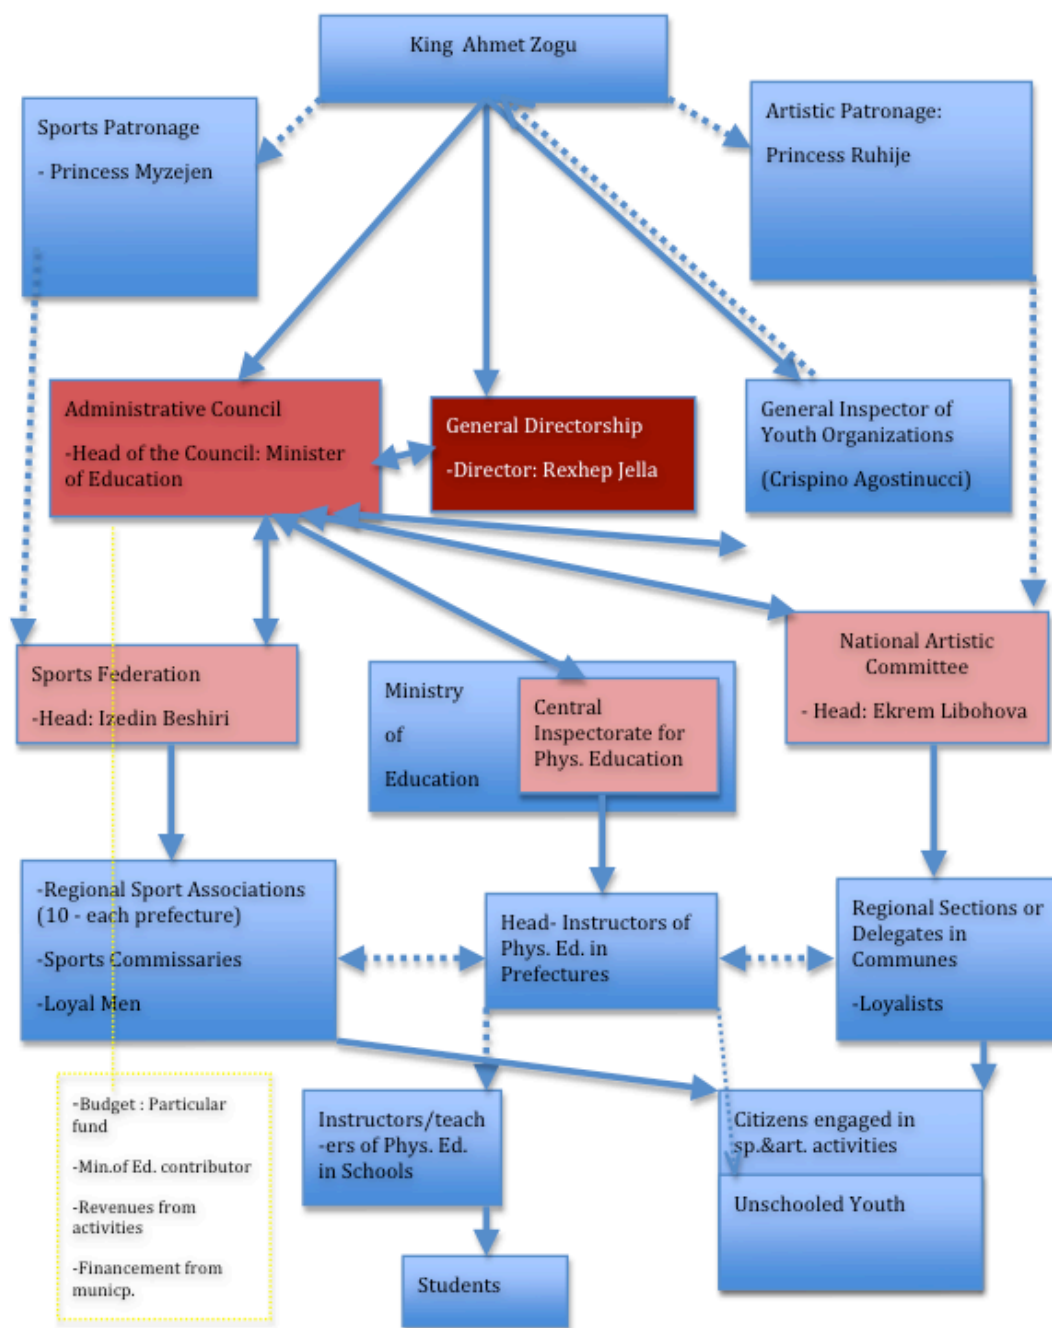 King Ahmet Zogu
Sports Patronage
- Princess Myzejen
Artistic Patronage:
Princess Ruhije
Administrative Council
-Head of the Council: Minister
of Education
General Directorship
-Director: Rexhep Jella
General Inspector of
Youth Organizations
(Crispino Agostinucci)
Sports Federation
-Head: Izedin Beshiri
Ministry
of
Education
Central
Inspectorate for
Phys. Education
National Artistic
Committee
- Head: Ekrem Libohova
-Regional Sport Associations
(10 - each prefecture)
-Sports Commissaries
-Loyal Men
Head- Instructors of
Phys. Ed. in
Prefectures
Regional Sections or
Delegates in
Communes
-Loyalists
-Budget : Particular
fund
-Min.of Ed. contributor
-Revenues from
activities
-Financement from
municp.
Instructors/teach
-ers of Phys. Ed.
in Schools
Citizens engaged in
sp.&art. activities
Unschooled Youth
Students